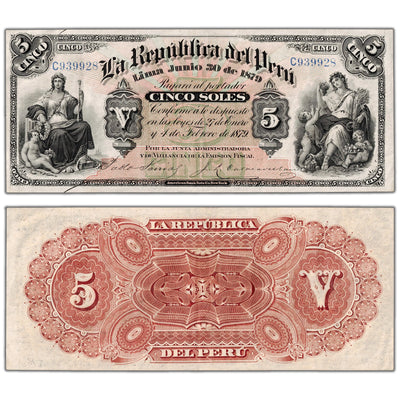 5 CINCO CINCO 5
C939928 C939928
La República del Perú
Lima Junio 30 de 1879
Pagará al portador
CINCO SOLES
V 5
Conforme à lo dispuesto
en las leyes de 27 de Enero
y 4 de Febrero de 1879.
POR LA JUNTA ADMINISTRADORA
Y DE VIGILANCIA DE LA EMISION FISCAL
CINCO CINCO
LA REPUBLICA
5 V
DEL PERU